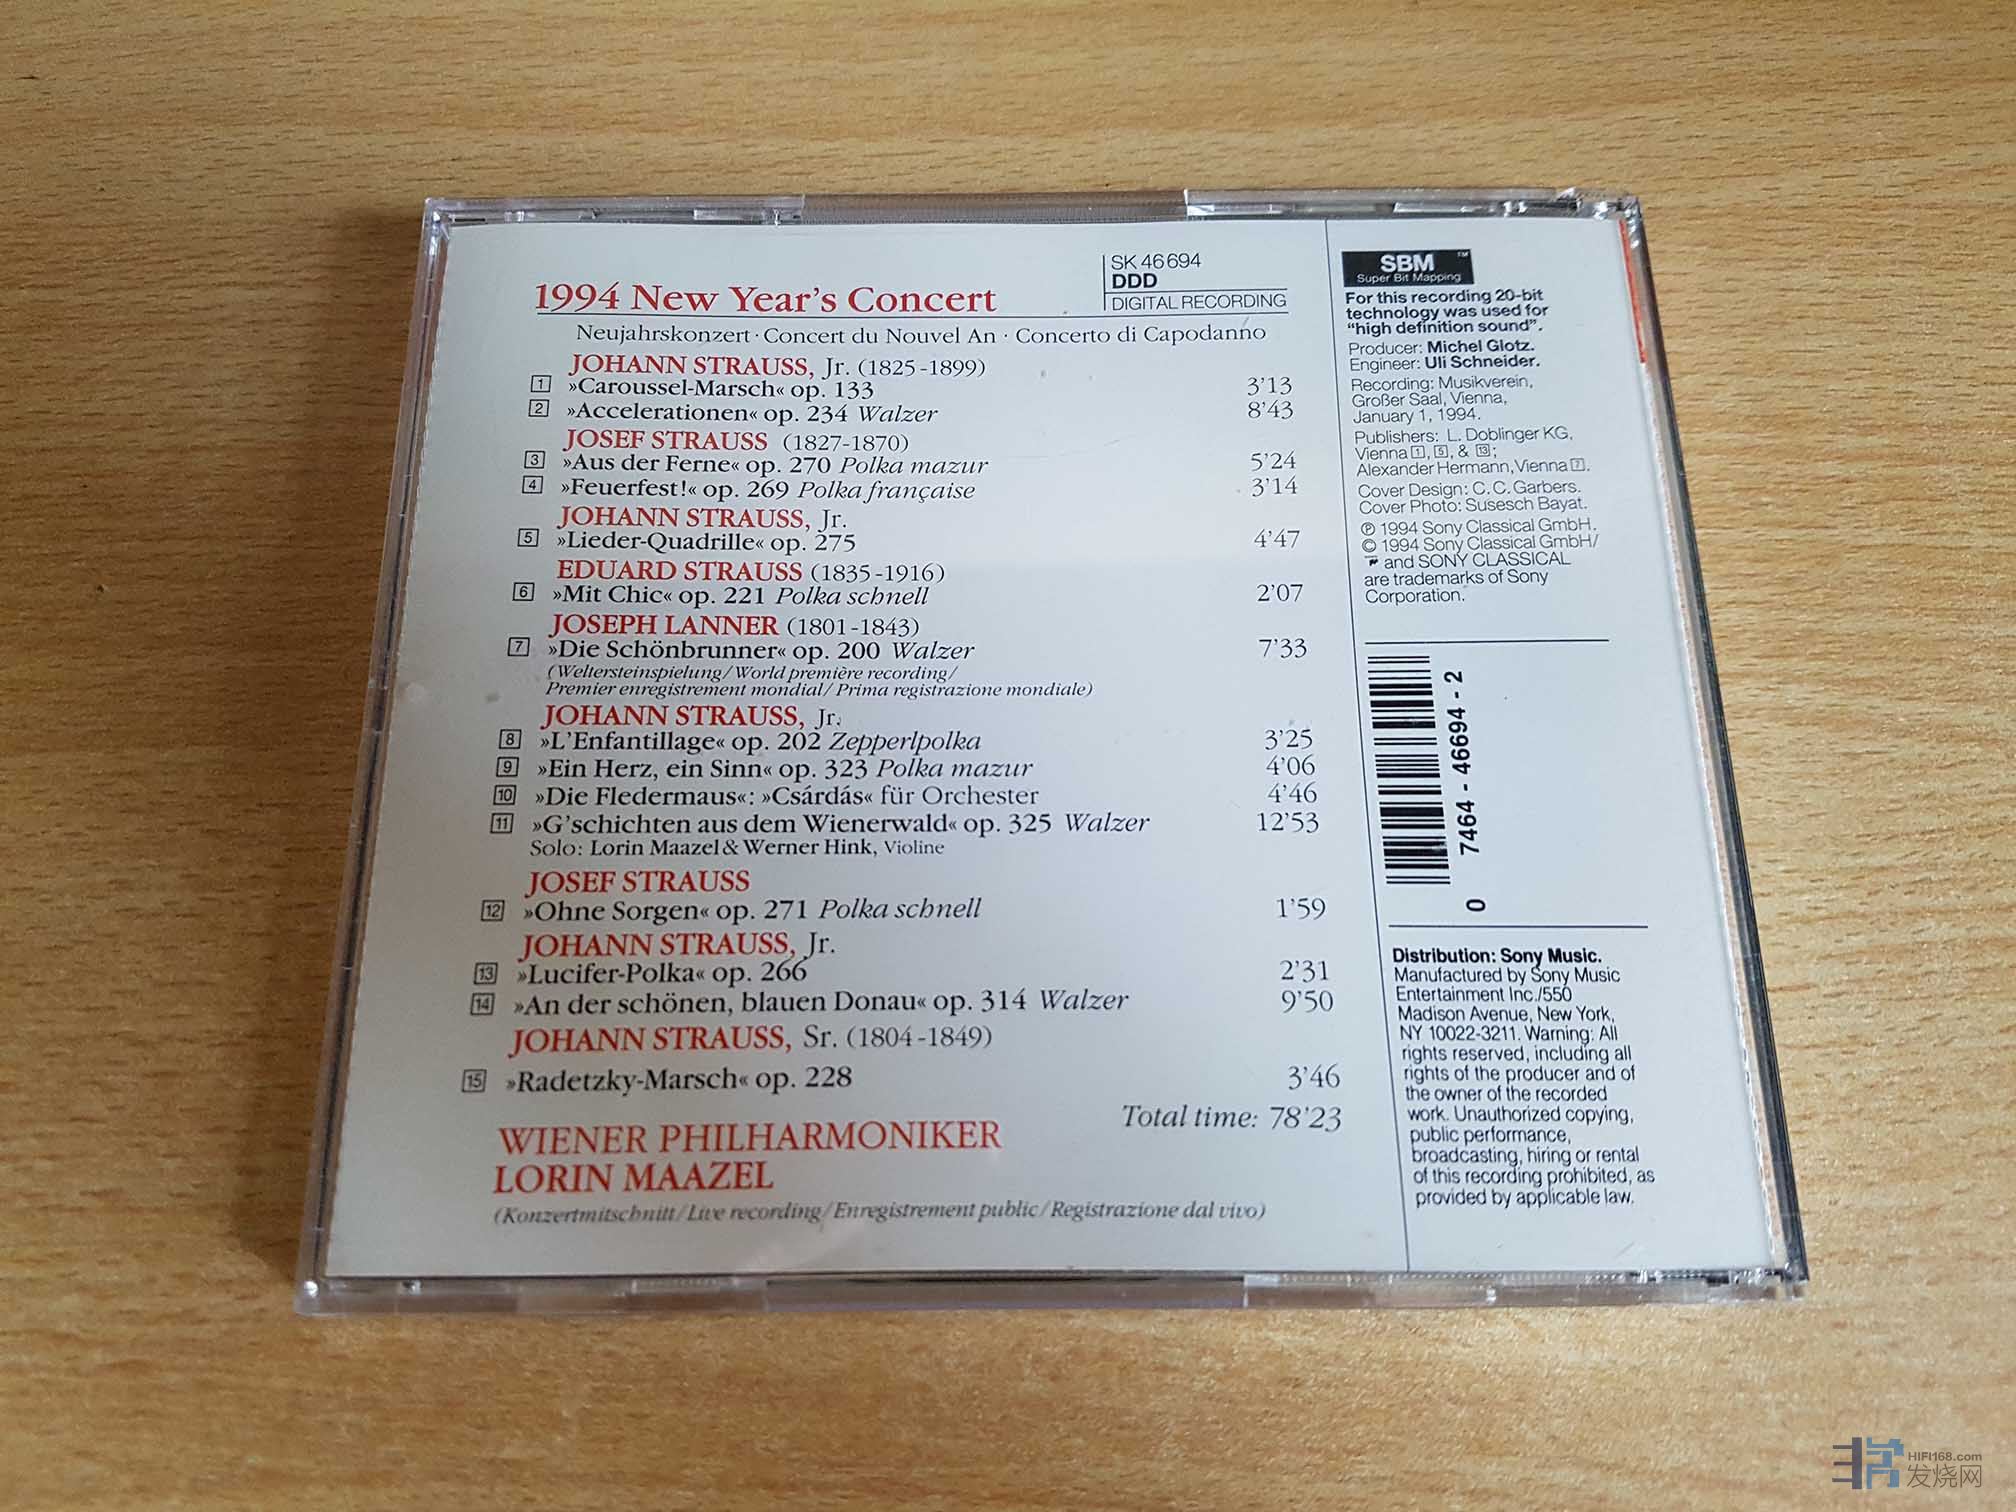 1994 New Year's Concert
SK 46694
DDD
DIGITAL RECORDING
Neujahrskonzert · Concert du Nouvel An · Concerto di Capodanno
JOHANN STRAUSS, Jr. (1825-1899)
1 »Caroussel-Marsch« op. 133 3'13
2 »Accelerationen« op. 234 Walzer 8'43
JOSEF STRAUSS (1827-1870)
3 »Aus der Ferne« op. 270 Polka mazur 5'24
4 »Feuerfest!« op. 269 Polka française 3'14
JOHANN STRAUSS, Jr.
5 »Lieder-Quadrille« op. 275 4'47
EDUARD STRAUSS (1835-1916)
6 »Mit Chic« op. 221 Polka schnell 2'07
JOSEPH LANNER (1801-1843)
7 »Die Schönbrunner« op. 200 Walzer 7'33
(Weltersteinspielung/World première recording/
Premier enregistrement mondial/Prima registrazione mondiale)
JOHANN STRAUSS, Jr.
8 »L'Enfantillage« op. 202 Zepperlpolka 3'25
9 »Ein Herz, ein Sinn« op. 323 Polka mazur 4'06
10 »Die Fledermaus«: »Csárdás« für Orchester 4'46
11 »G'schichten aus dem Wienerwald« op. 325 Walzer 12'53
Solo: Lorin Maazel & Werner Hink, Violine
JOSEF STRAUSS
12 »Ohne Sorgen« op. 271 Polka schnell 1'59
JOHANN STRAUSS, Jr.
13 »Lucifer-Polka« op. 266 2'31
14 »An der schönen, blauen Donau« op. 314 Walzer 9'50
JOHANN STRAUSS, Sr. (1804-1849)
15 »Radetzky-Marsch« op. 228 3'46
Total time: 78'23
WIENER PHILHARMONIKER
LORIN MAAZEL
(Konzertmitschnitt/Live recording/Enregistrement public/Registrazione dal vivo)
SBM™
Super Bit Mapping
For this recording 20-bit
technology was used for
"high definition sound".
Producer: Michel Glotz.
Engineer: Uli Schneider.
Recording: Musikverein,
Großer Saal, Vienna,
January 1, 1994.
Publishers: L. Doblinger KG,
Vienna 1, 5, & 13;
Alexander Hermann, Vienna 7.
Cover Design: C. C. Garbers.
Cover Photo: Susesch Bayat.
℗ 1994 Sony Classical GmbH.
© 1994 Sony Classical GmbH/
and SONY CLASSICAL
are trademarks of Sony
Corporation.
0 7464-46694-2
Distribution: Sony Music.
Manufactured by Sony Music
Entertainment Inc./550
Madison Avenue, New York,
NY 10022-3211. Warning: All
rights reserved, including all
rights of the producer and of
the owner of the recorded
work. Unauthorized copying,
public performance,
broadcasting, hiring or rental
of this recording prohibited, as
provided by applicable law.
HIFI168.com
发烧网